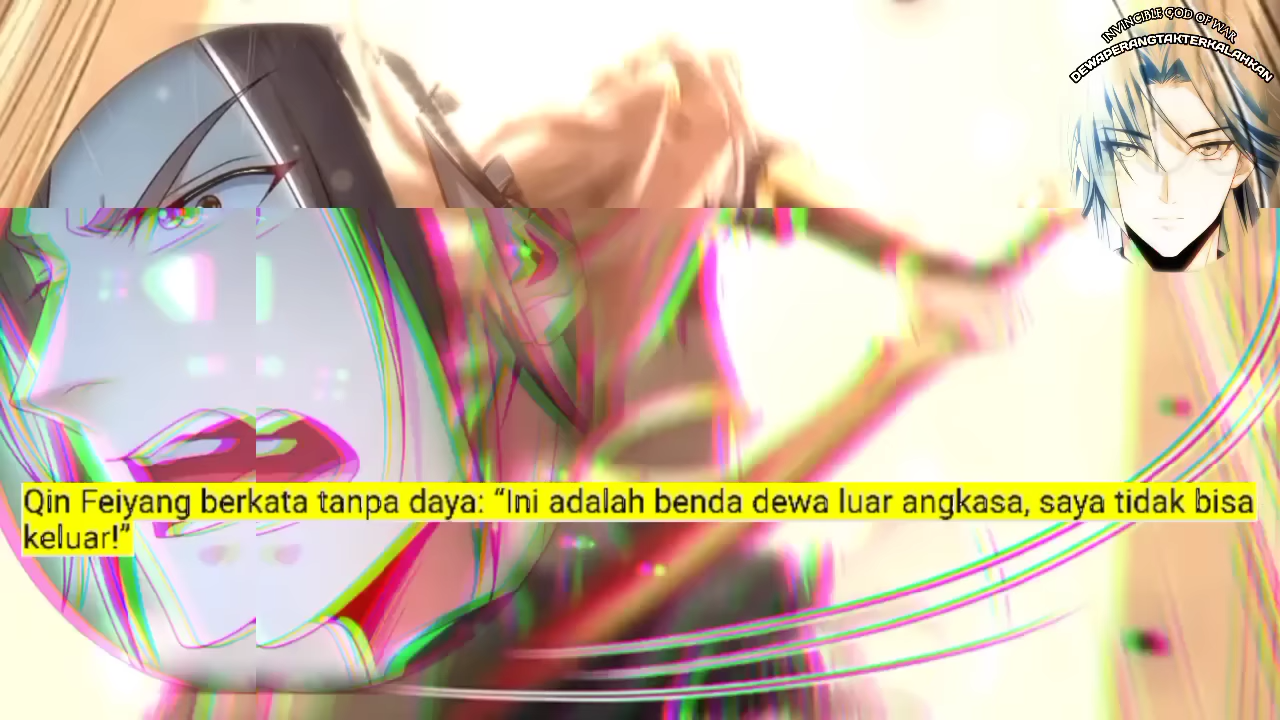 INVINCIBLE GOD OF WAR
DEWAPERANGTAKTERKALAHKAN
Qin Feiyang berkata tanpa daya: “Ini adalah benda dewa luar angkasa, saya tidak bisa
keluar!”